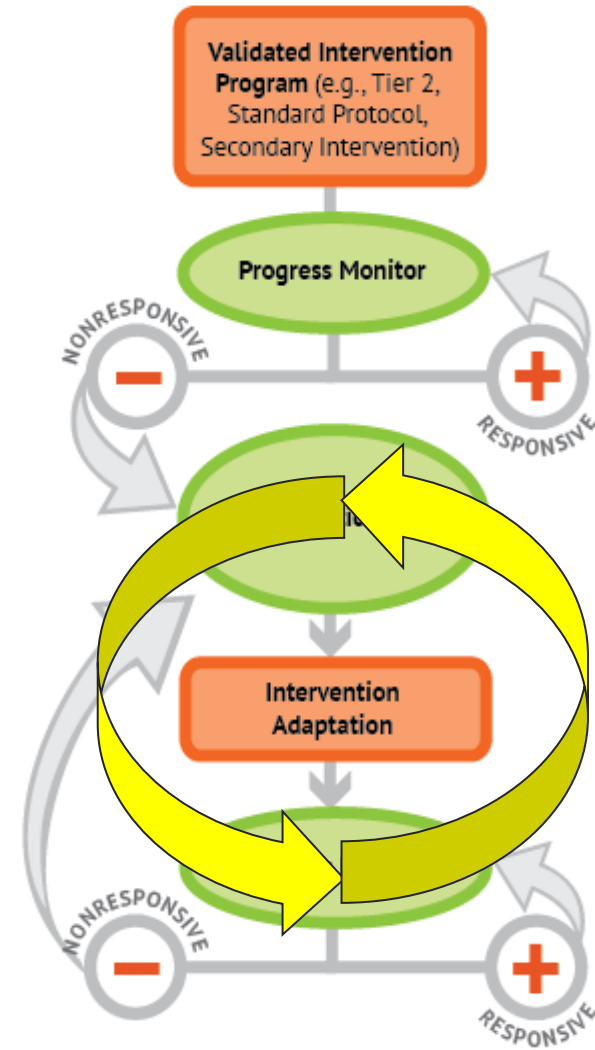 Validated Intervention
Program (e.g., Tier 2,
Standard Protocol,
Secondary Intervention)
Progress Monitor
NONRESPONSIVE
RESPONSIVE
Intervention
Adaptation
NONRESPONSIVE
RESPONSIVE